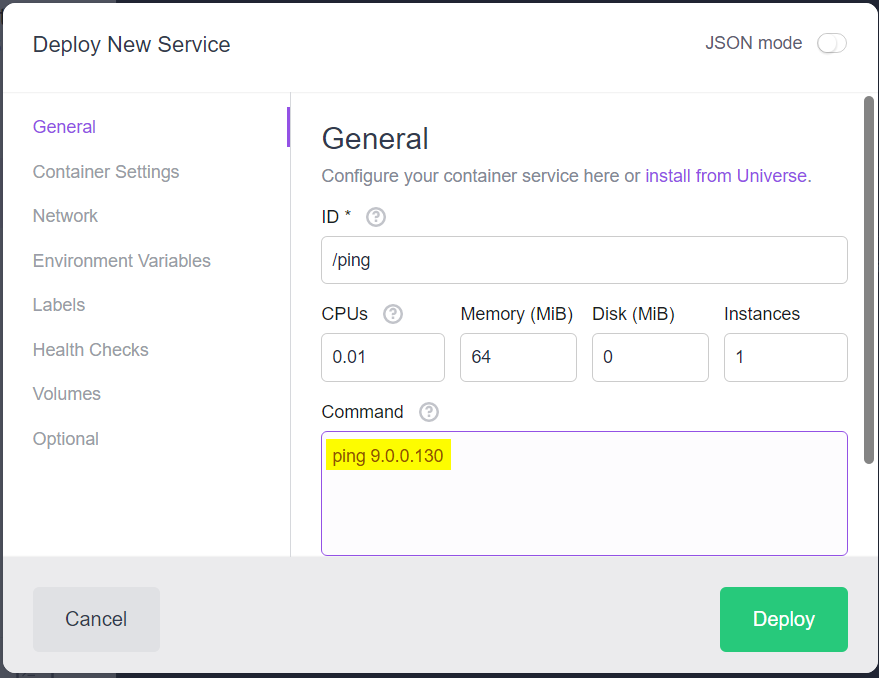 Deploy New Service
JSON mode
General
Container Settings
Network
Environment Variables
Labels
Health Checks
Volumes
Optional
General
Configure your container service here or install from Universe.
ID * ?
/ping
CPUs ? Memory (MiB) Disk (MiB) Instances
0.01 64 0 1
Command ?
ping 9.0.0.130
Cancel
Deploy